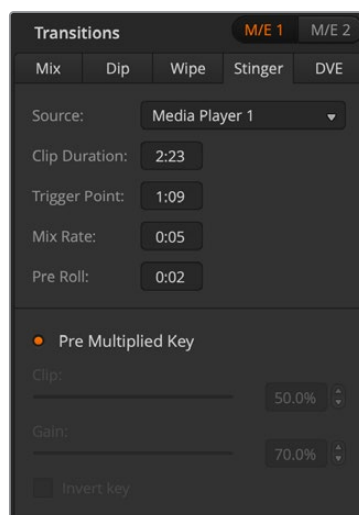 Transitions M/E 1 M/E 2
Mix Dip Wipe Stinger DVE
Source: Media Player 1
Clip Duration: 2:23
Trigger Point: 1:09
Mix Rate: 0:05
Pre Roll: 0:02
Pre Multiplied Key
Clip:
50.0%
Gain:
70.0%
Invert key